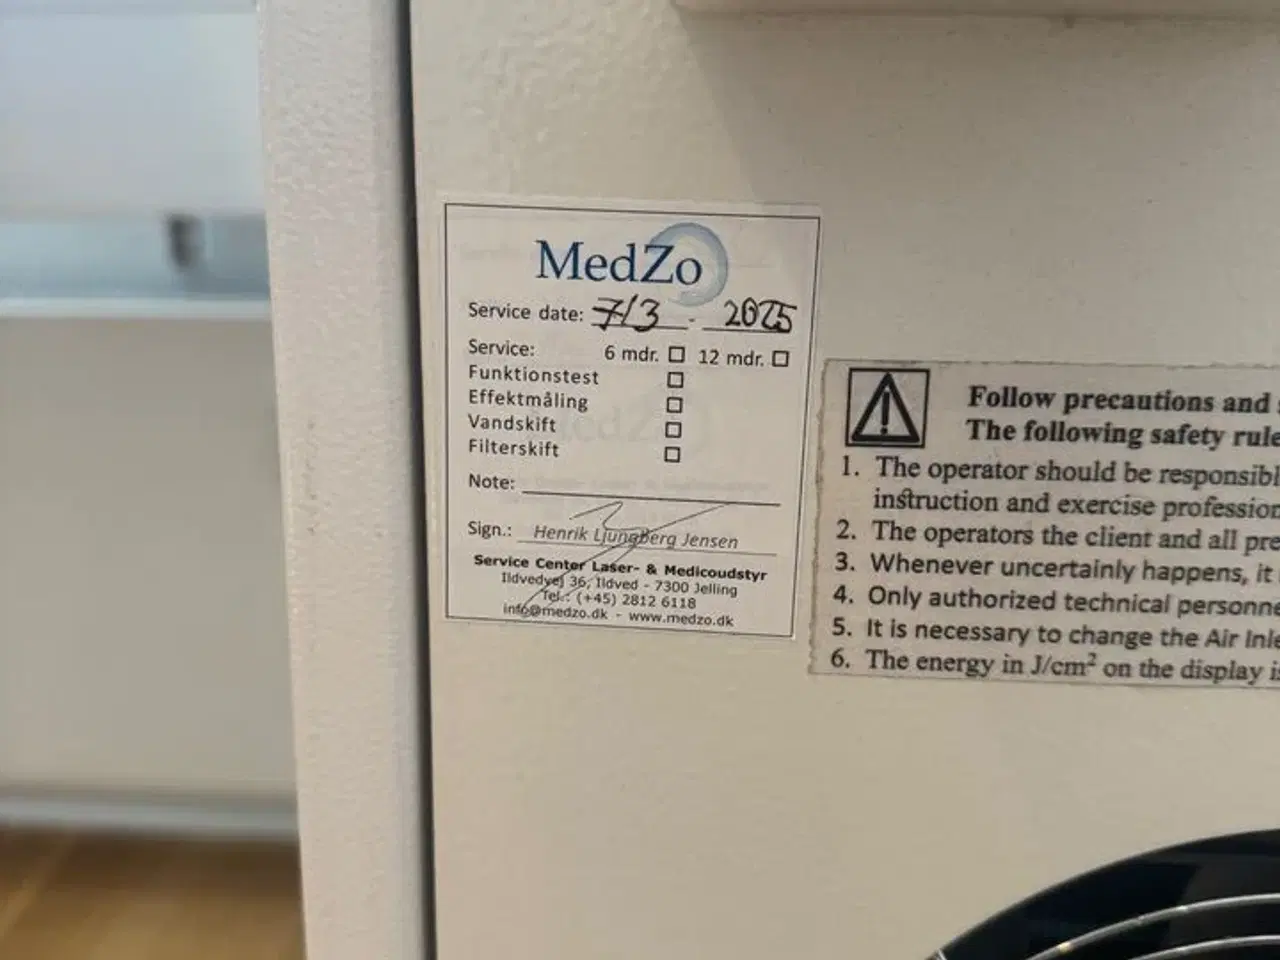 MedZo
Service date: 7/3 - 2025
Service: 6 mdr. ☐ 12 mdr. ☐
Funktionstest ☐
Effektmåling ☐
Vandskift ☐
Filterskift ☐
Note:
Sign.: Henrik Ljungberg Jensen
Service Center Laser- & Medicoudstyr
Ildvedvej 36, Ildved - 7300 Jelling
Tel.: (+45) 2812 6118
info@medzo.dk - www.medzo.dk
Follow precautions and
The following safety rule
1. The operator should be responsibl
instruction and exercise profession
2. The operators the client and all pre
3. Whenever uncertainly happens, it
4. Only authorized technical personne
5. It is necessary to change the Air Inle
6. The energy in J/cm² on the display is